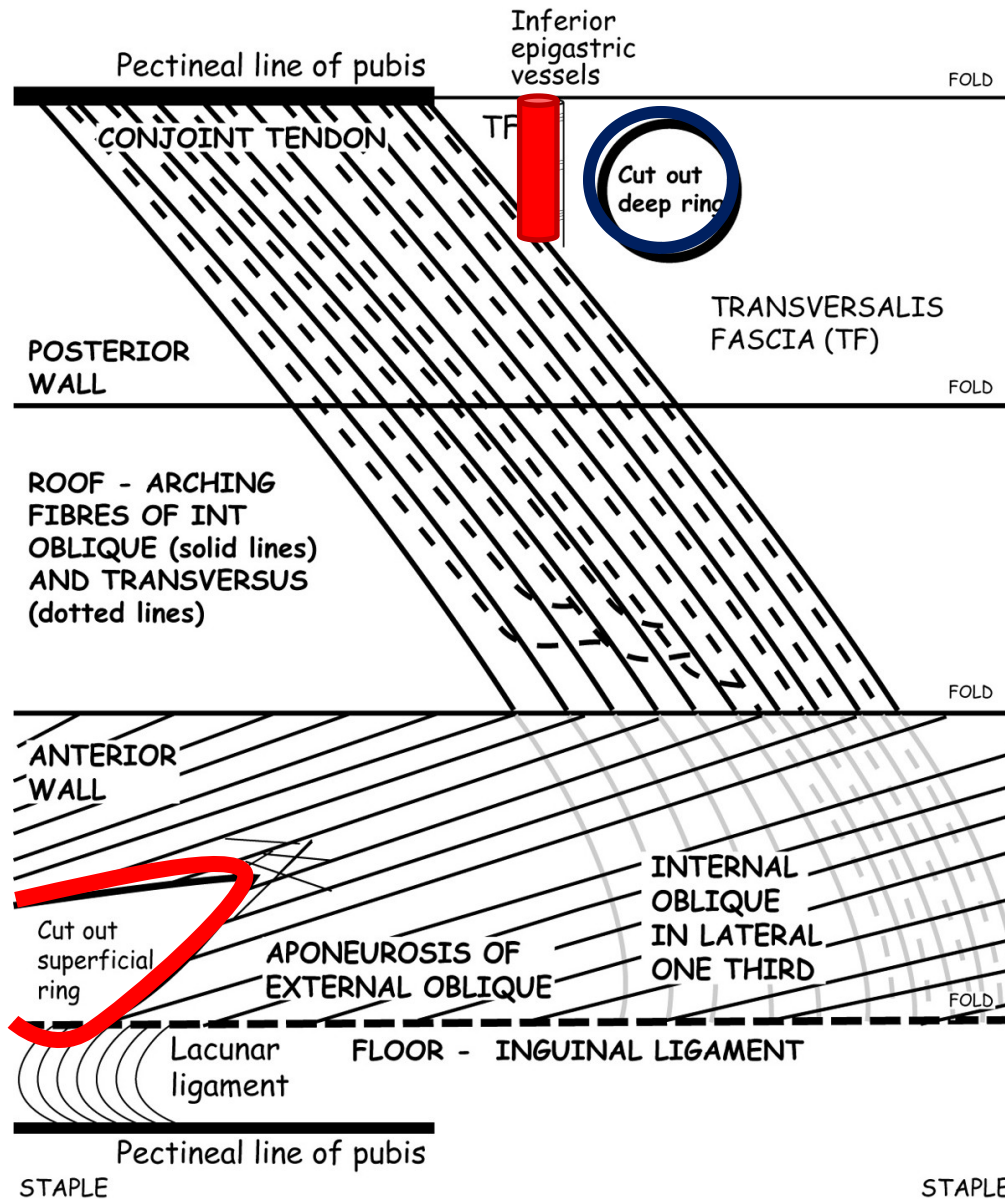 Inferior
epigastric
vessels
Pectineal line of pubis
FOLD
CONJOINT TENDON
TF
Cut out
deep ring
TRANSVERSALIS
FASCIA (TF)
POSTERIOR
WALL
FOLD
ROOF - ARCHING
FIBRES OF INT
OBLIQUE (solid lines)
AND TRANSVERSUS
(dotted lines)
FOLD
ANTERIOR
WALL
INTERNAL
OBLIQUE
IN LATERAL
ONE THIRD
Cut out
superficial
ring
APONEUROSIS OF
EXTERNAL OBLIQUE
FOLD
Lacunar
ligament
FLOOR - INGUINAL LIGAMENT
Pectineal line of pubis
STAPLE
STAPLE